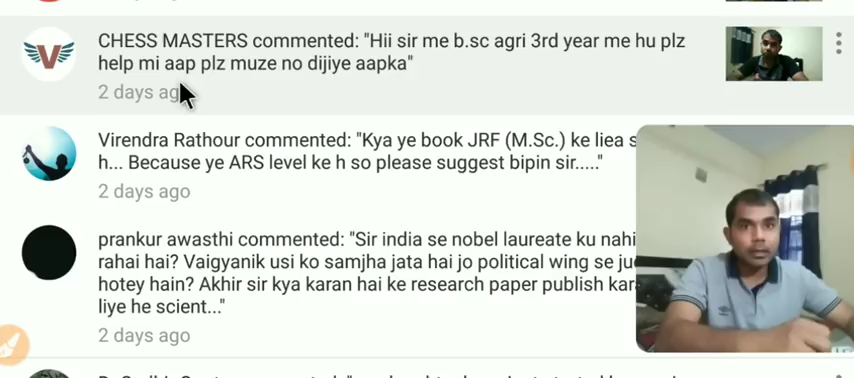 CHESS MASTERS commented: "Hii sir me b.sc agri 3rd year me hu plz
help mi aap plz muze no dijiye aapka"
2 days ag
Virendra Rathour commented: "Kya ye book JRF (M.Sc.) ke liea s
h... Because ye ARS level ke h so please suggest bipin sir....."
2 days ago
prankur awasthi commented: "Sir india se nobel laureate ku nahi
rahai hai? Vaigyanik usi ko samjha jata hai jo political wing se
hotey hain? Akhir sir kya karan hai ke research paper publish
liye he scient..."
2 days ago